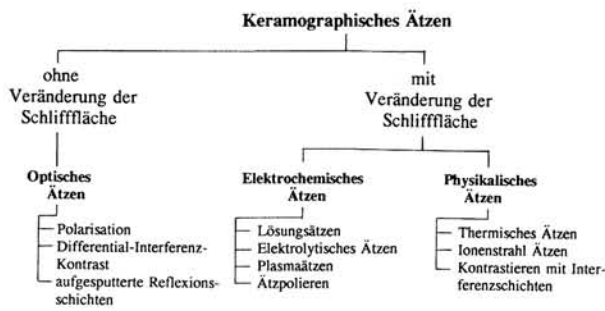 Keramographisches Ätzen
ohne
Veränderung der
Schlifffläche
mit
Veränderung der
Schlifffläche
Optisches
Ätzen
Polarisation
Differential-Interferenz-
Kontrast
aufgesputterte Reflexions-
schichten
Elektrochemisches
Ätzen
Lösungsätzen
Elektrolytisches Ätzen
Plasmaätzen
Ätzpolieren
Physikalisches
Ätzen
Thermisches Ätzen
Ionenstrahl Ätzen
Kontrastieren mit Inter-
ferenzschichten